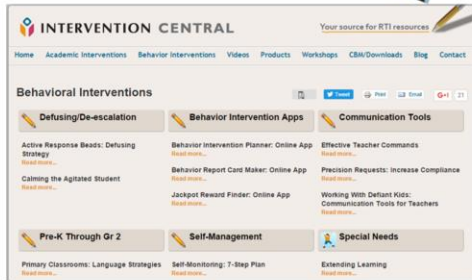 INTERVENTION CENTRAL
Your source for RTI resources
Home Academic Interventions Behavior Interventions Videos Products Workshops CBM/Downloads Blog Contact
Behavioral Interventions
Tweet Print Email G+1 21
Defusing/De-escalation
Active Response Beads: Defusing
Strategy
Read more...
Calming the Agitated Student
Read more...
Behavior Intervention Apps
Behavior Intervention Planner: Online App
Read more...
Behavior Report Card Maker: Online App
Read more...
Jackpot Reward Finder: Online App
Read more...
Communication Tools
Effective Teacher Commands
Read more...
Precision Requests: Increase Compliance
Read more...
Working With Defiant Kids:
Communication Tools for Teachers
Read more...
Pre-K Through Gr 2
Primary Classrooms: Language Strategies
Read more...
Self-Management
Self-Monitoring: 7-Step Plan
Read more...
Special Needs
Extending Learning
Read more...